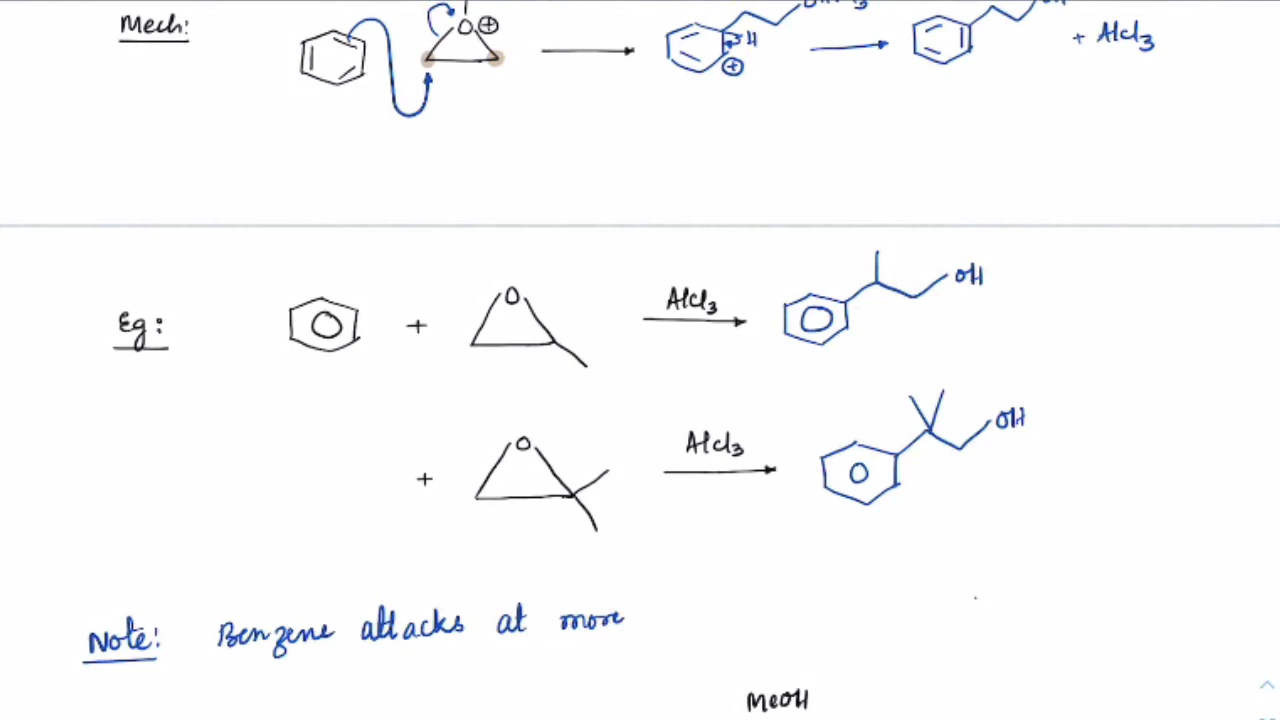 Mech:
O ⊕
H
⊕
+ AlCl3
Eg:
+
O
AlCl3
OH
+
O
AlCl3
OH
Note: Benzene attacks at more
MeOH